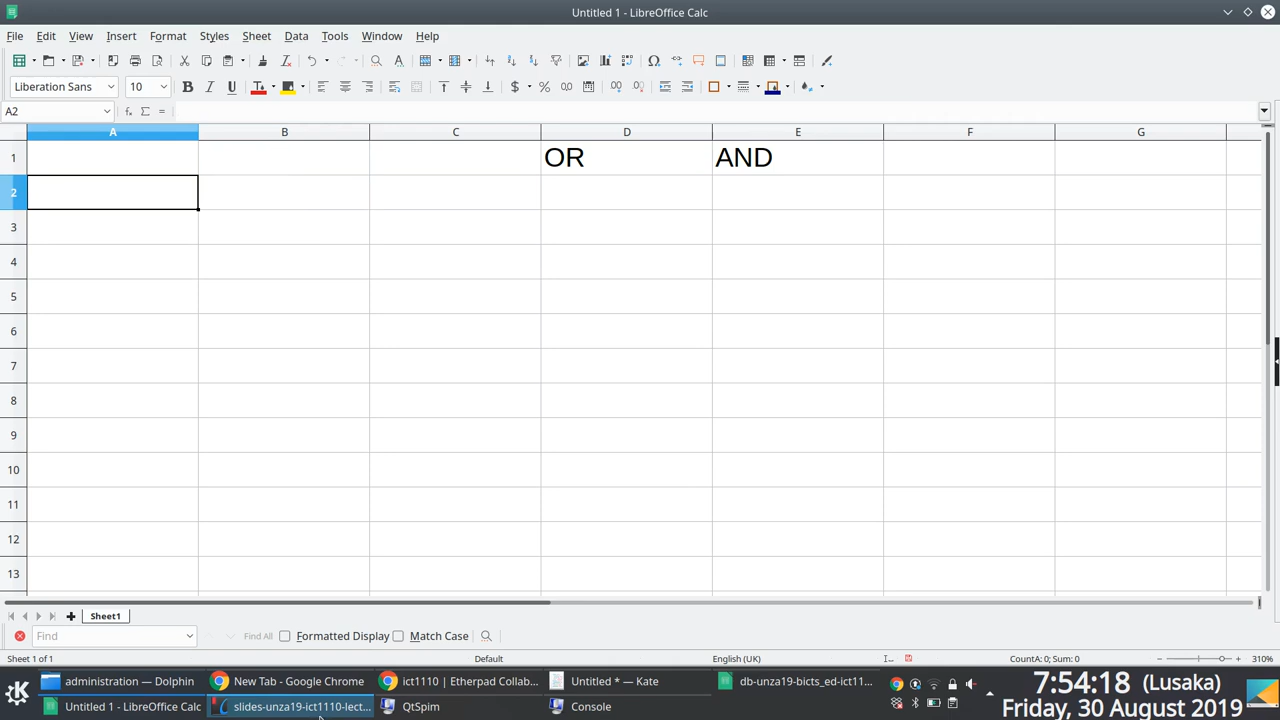 Untitled 1 - LibreOffice Calc
File Edit View Insert Format Styles Sheet Data Tools Window Help
Liberation Sans 10
A2
A B C D E F G
1 OR AND
2
3
4
5
6
7
8
9
10
11
12
13
Sheet1
Find Find All Formatted Display Match Case
Sheet 1 of 1 Default English (UK) CountA: 0; Sum: 0 310%
administration — Dolphin New Tab - Google Chrome ict1110 | Etherpad Collab... Untitled * — Kate db-unza19-bicts_ed-ict11...
Untitled 1 - LibreOffice Calc slides-unza19-ict1110-lect... QtSpim Console
7:54:18 (Lusaka)
Friday, 30 August 2019